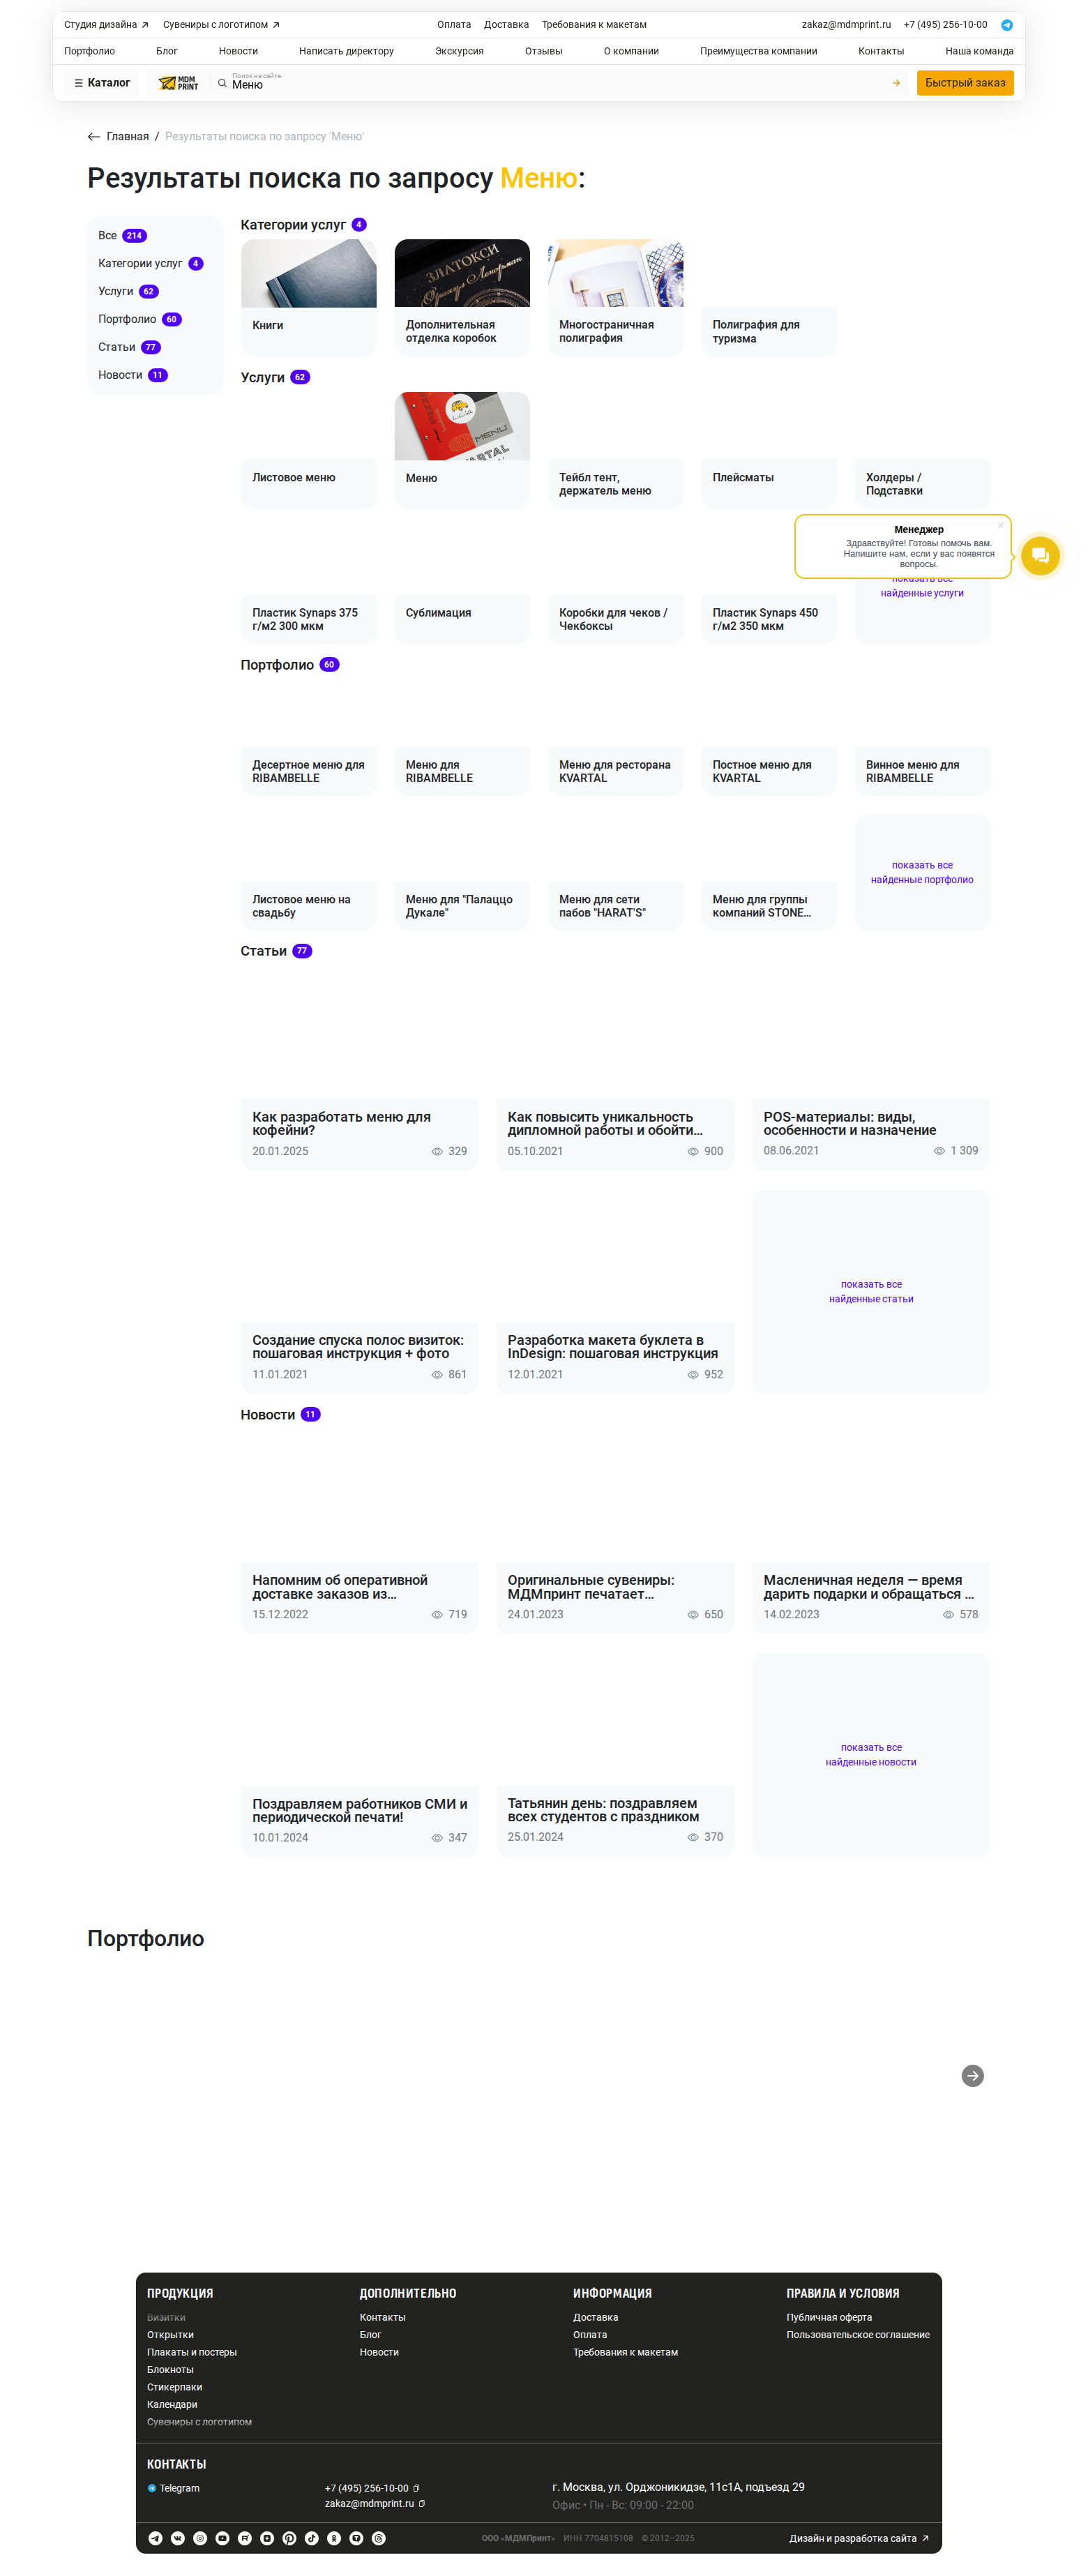 Студия дизайна
Сувениры с логотипом
Оплата
Доставка
Требования к макетам
zakaz@mdmprint.ru
+7 (495) 256-10-00
Портфолио
Блог
Новости
Написать директору
Экскурсия
Отзывы
О компании
Преимущества компании
Контакты
Наша команда
Каталог
MDM
PRINT
Поиск на сайте
Меню
Быстрый заказ
Главная / Результаты поиска по запросу 'Меню'
Результаты поиска по запросу Меню:
Все 214
Категории услуг 4
Услуги 62
Портфолио 60
Статьи 77
Новости 11
Категории услуг 4
ЗЛАТОКСИ
Книги
Дополнительная
отделка коробок
Многостраничная
полиграфия
Полиграфия для
туризма
Услуги 62
MENU
Листовое меню
Меню
Тейбл тент,
держатель меню
Плейсматы
Холдеры /
Подставки
Менеджер
Здравствуйте! Готовы помочь вам.
Напишите нам, если у вас появятся
вопросы.
показать все
найденные услуги
Пластик Synaps 375
г/м2 300 мкм
Сублимация
Коробки для чеков /
Чекбоксы
Пластик Synaps 450
г/м2 350 мкм
Портфолио 60
Десертное меню для
RIBAMBELLE
Меню для
RIBAMBELLE
Меню для ресторана
KVARTAL
Постное меню для
KVARTAL
Винное меню для
RIBAMBELLE
Листовое меню на
свадьбу
Меню для "Палаццо
Дукале"
Меню для сети
пабов "HARAT'S"
Меню для группы
компаний STONE…
показать все
найденные портфолио
Статьи 77
Как разработать меню для
кофейни?
20.01.2025
329
Как повысить уникальность
дипломной работы и обойти…
05.10.2021
900
POS-материалы: виды,
особенности и назначение
08.06.2021
1 309
Создание спуска полос визиток:
пошаговая инструкция + фото
11.01.2021
861
Разработка макета буклета в
InDesign: пошаговая инструкция
12.01.2021
952
показать все
найденные статьи
Новости 11
Напомним об оперативной
доставке заказов из…
15.12.2022
719
Оригинальные сувениры:
МДМпринт печатает…
24.01.2023
650
Масленичная неделя — время
дарить подарки и обращаться …
14.02.2023
578
Поздравляем работников СМИ и
периодической печати!
10.01.2024
347
Татьянин день: поздравляем
всех студентов с праздником
25.01.2024
370
показать все
найденные новости
Портфолио
ПРОДУКЦИЯ
Визитки
Открытки
Плакаты и постеры
Блокноты
Стикерпаки
Календари
Сувениры с логотипом
ДОПОЛНИТЕЛЬНО
Контакты
Блог
Новости
ИНФОРМАЦИЯ
Доставка
Оплата
Требования к макетам
ПРАВИЛА И УСЛОВИЯ
Публичная оферта
Пользовательское соглашение
КОНТАКТЫ
Telegram
+7 (495) 256-10-00
zakaz@mdmprint.ru
г. Москва, ул. Орджоникидзе, 11с1А, подъезд 29
Офис • Пн - Вс: 09:00 - 22:00
ООО «МДМПринт» ИНН 7704815108 © 2012–2025
Дизайн и разработка сайта